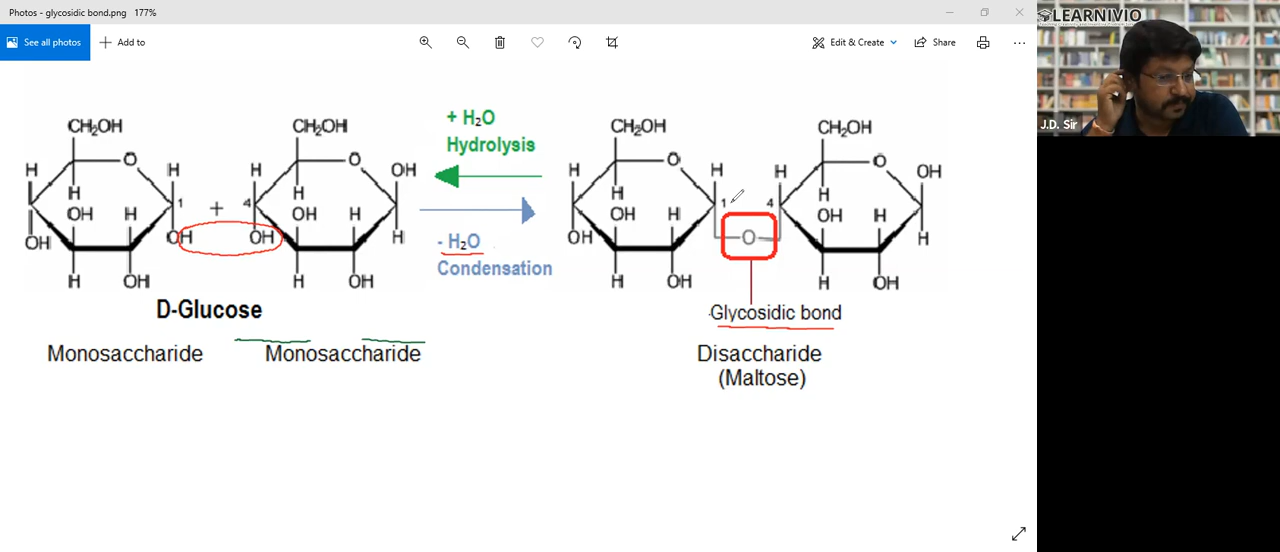 Photos - glycosidic bond.png 177%
See all photos
Add to
Edit & Create
Share
LEARNIVIO
J.D. Sir
CH₂OH
O
H
H
H
OH
H
1
OH
OH
H
OH
+
CH₂OH
O
H
OH
H
4
OH
H
OH
H
H
OH
+ H₂O
Hydrolysis
- H₂O
Condensation
CH₂OH
O
H
H
H
1
OH
H
OH
H
OH
O
CH₂OH
O
H
OH
H
4
OH
H
H
H
OH
Glycosidic bond
D-Glucose
Monosaccharide
Monosaccharide
Disaccharide
(Maltose)